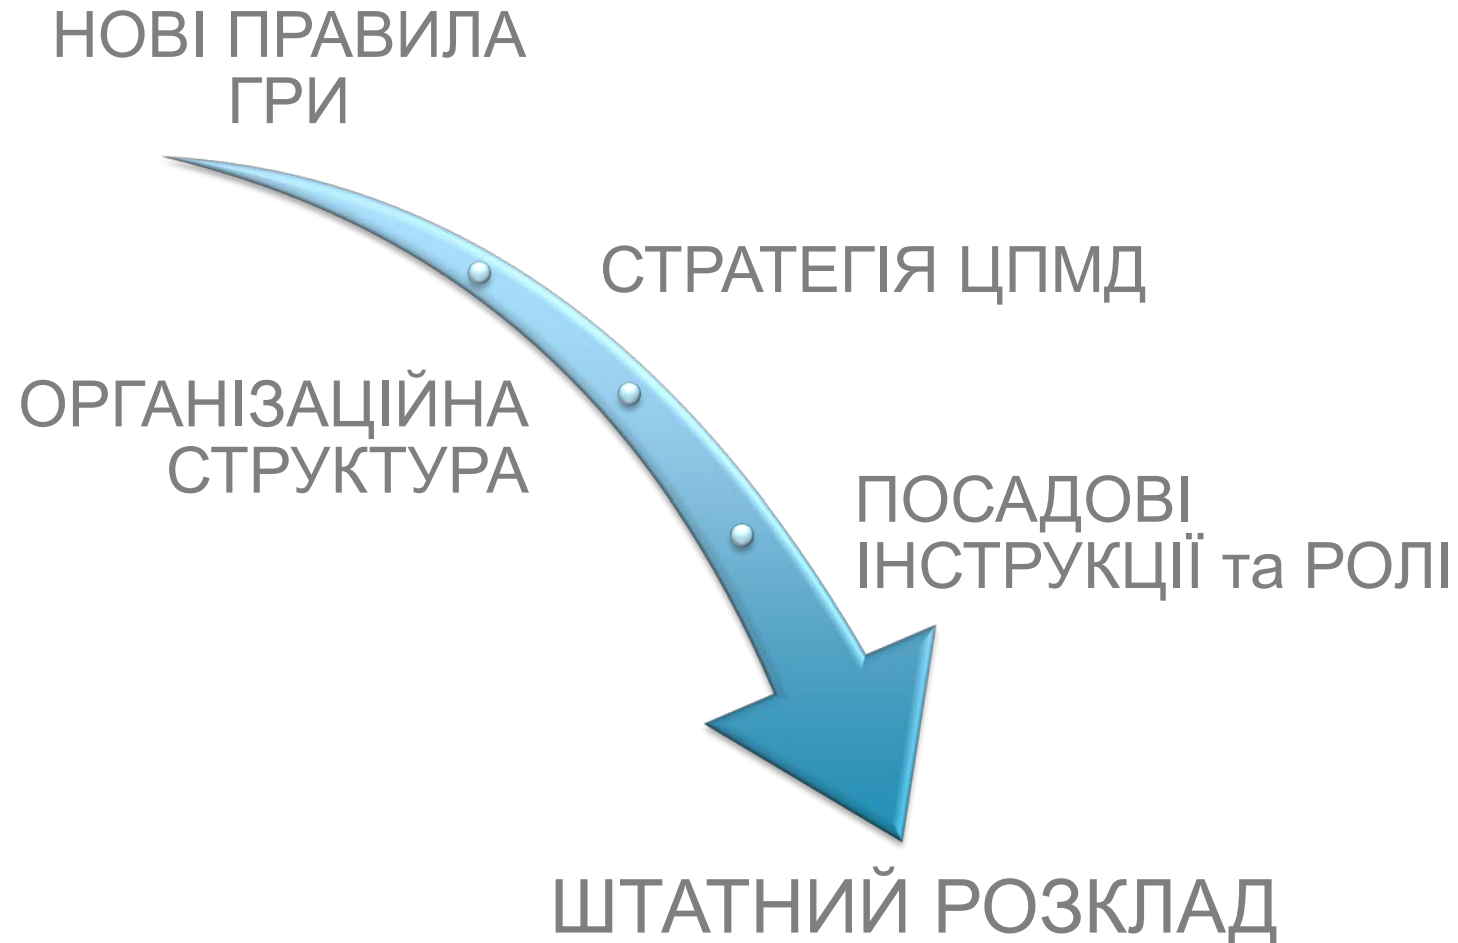 НОВІ ПРАВИЛА
ГРИ
СТРАТЕГІЯ ЦПМД
ОРГАНІЗАЦІЙНА
СТРУКТУРА
ПОСАДОВІ
ІНСТРУКЦІЇ та РОЛІ
ШТАТНИЙ РОЗКЛАД